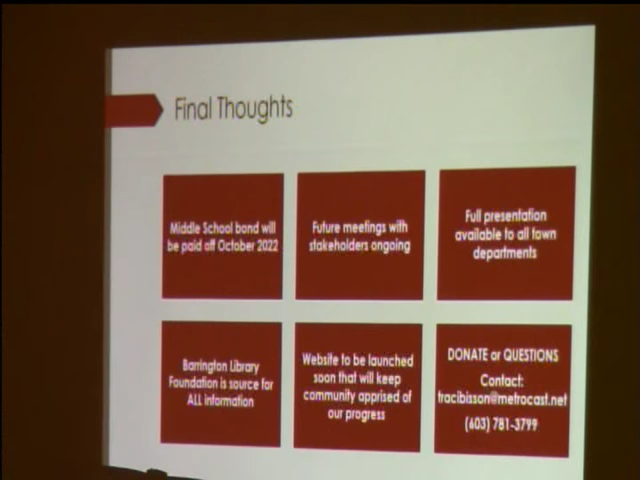 Final Thoughts
Middle School bond will
be paid off October 2022
Future meetings with
stakeholders ongoing
Full presentation
available to all town
departments
Barrington Library
Foundation is source for
ALL information
Website to be launched
soon that will keep
community apprised of
our progress
DONATE or QUESTIONS
Contact:
tracibisson@metrocast.net
(603) 781-3799